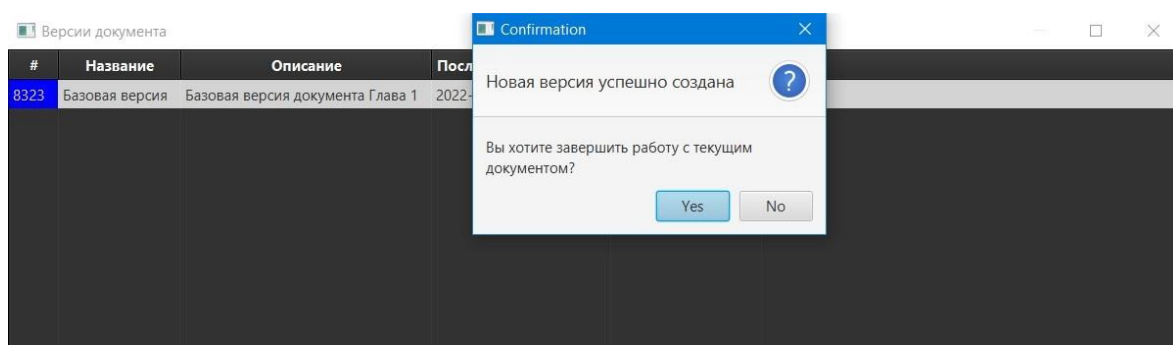 Версии документа
Confirmation
# Название Описание Посл
Новая версия успешно создана
?
8323 Базовая версия Базовая версия документа Глава 1 2022-
Вы хотите завершить работу с текущим
документом?
Yes No